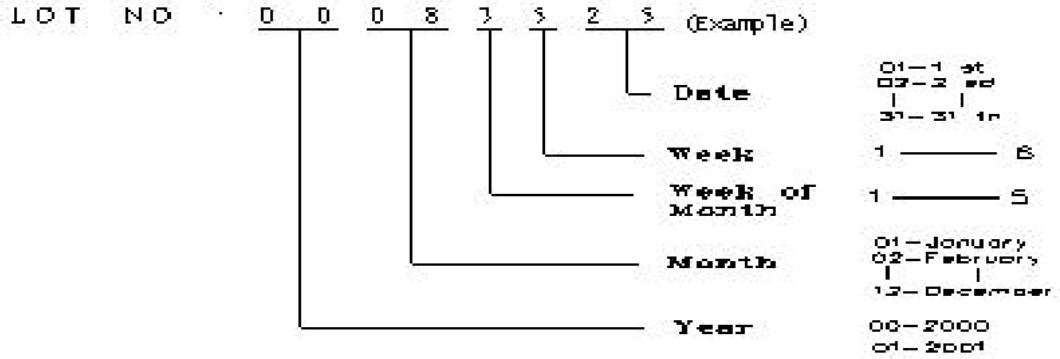 LOT NO . 0 0 0 8 3 5 2 5 (Example)
Date 01-1 st
02-2 nd
31-31 th
Week 1 6
Week of Month 1 5
Month 01-January
02-February
12-December
Year 00-2000
01-2001